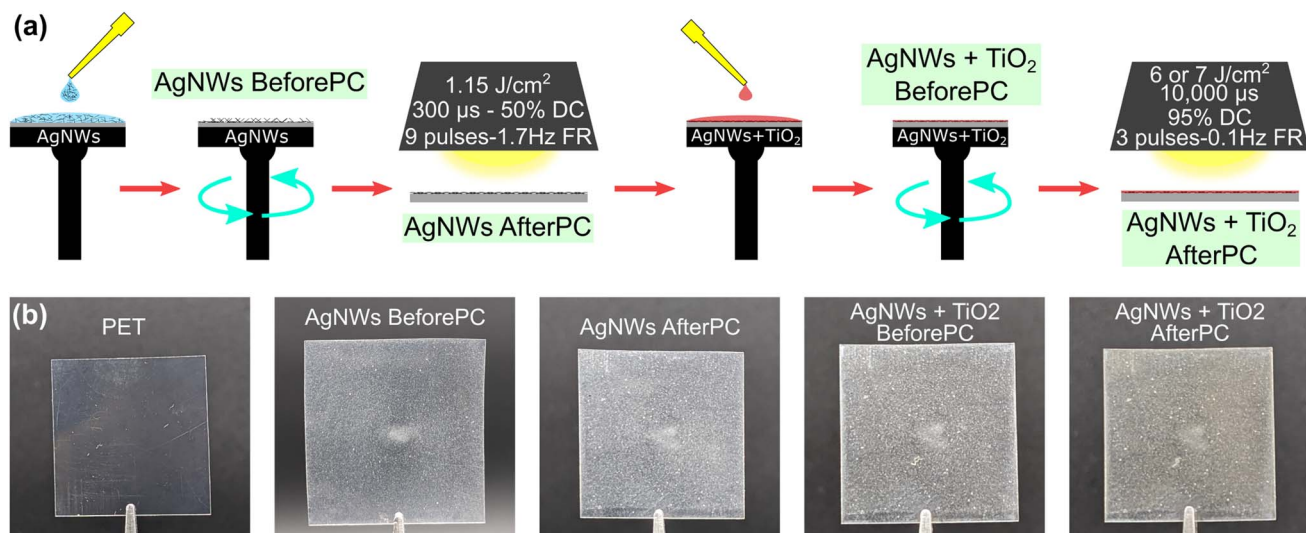 (a)
AgNWs
AgNWs BeforePC
AgNWs
1.15 J/cm²
300 µs - 50% DC
9 pulses-1.7Hz FR
AgNWs AfterPC
AgNWs+TiO₂
AgNWs + TiO₂
BeforePC
AgNWs+TiO₂
6 or 7 J/cm²
10,000 µs
95% DC
3 pulses-0.1Hz FR
AgNWs + TiO₂
AfterPC
(b)
PET
AgNWs BeforePC
AgNWs AfterPC
AgNWs + TiO2
BeforePC
AgNWs + TiO2
AfterPC